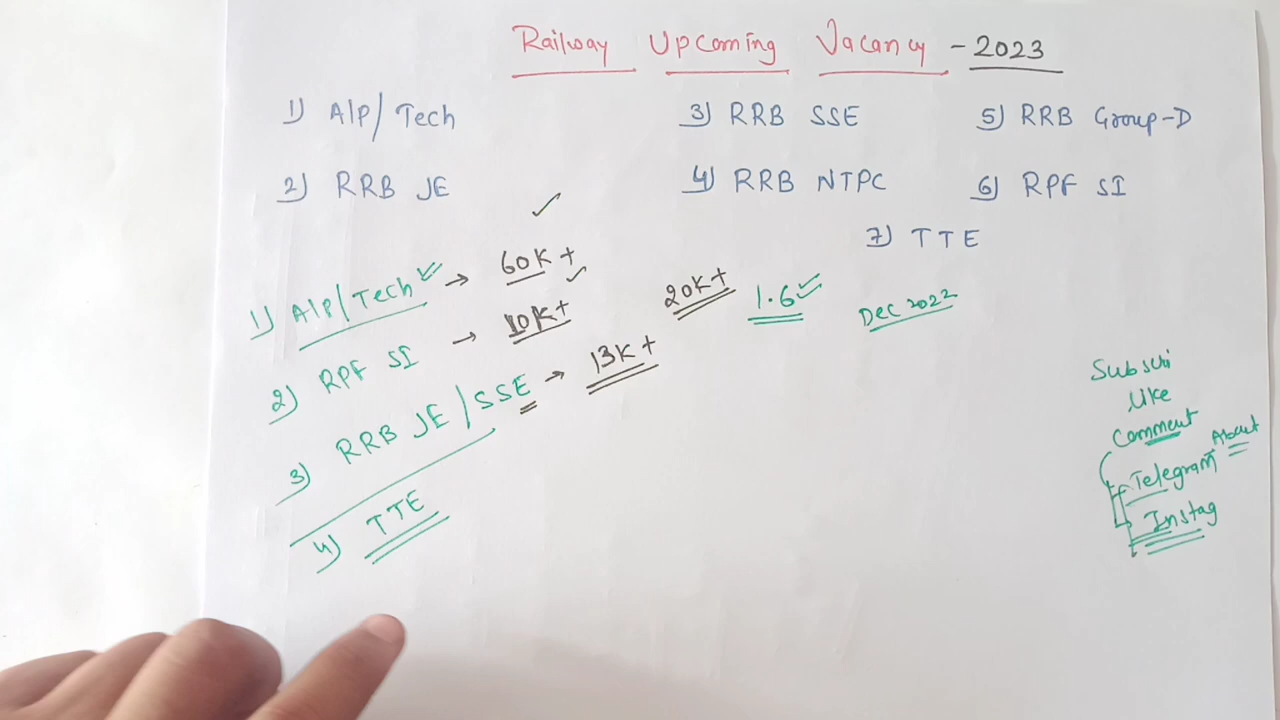 Railway Upcoming Vacancy - 2023
1) Alp/Tech
2) RRB JE
3) RRB SSE
4) RRB NTPC
5) RRB Group-D
6) RPF SI
7) TTE
1) Alp/Tech → 60K+
2) RPF SI → 10K+
3) RRB JE/SSE → 13K+
4) TTE
20K+ 1.6
Dec 2022
Subscri
Like
Comment
About
Telegram
Instag